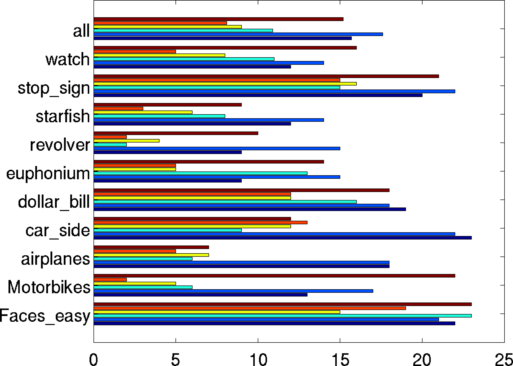 all
watch
stop_sign
starfish
revolver
euphonium
dollar_bill
car_side
airplanes
Motorbikes
Faces_easy
0 5 10 15 20 25